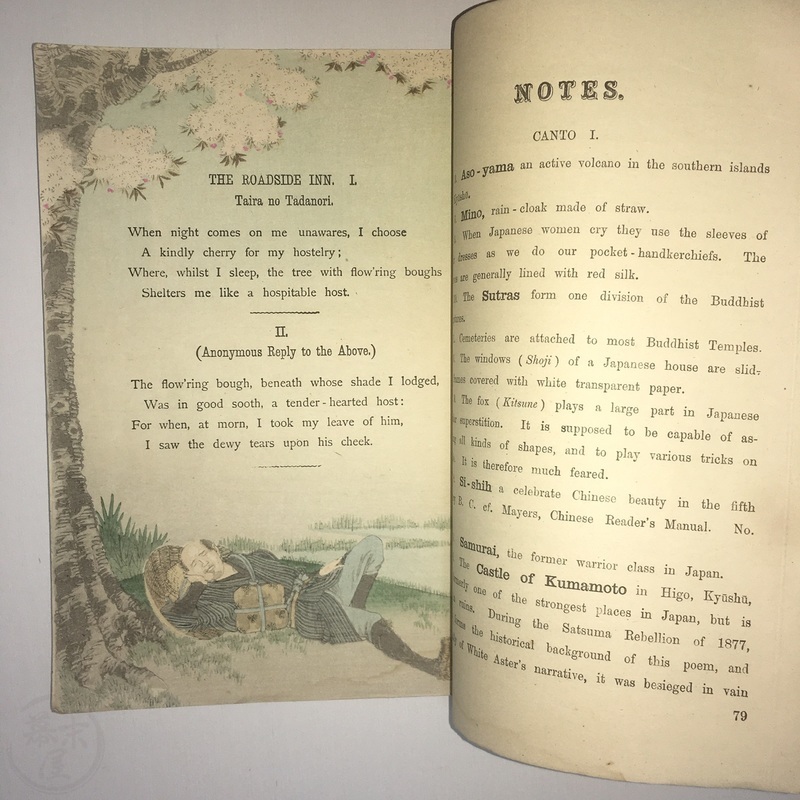 THE ROADSIDE INN. I.
Taira no Tadanori.
When night comes on me unawares, I choose
A kindly cherry for my hostelry;
Where, whilst I sleep, the tree with flow'ring boughs
Shelters me like a hospitable host.
II.
(Anonymous Reply to the Above.)
The flow'ring bough, beneath whose shade I lodged,
Was in good sooth, a tender-hearted host:
For when, at morn, I took my leave of him,
I saw the dewy tears upon his cheek.
NOTES.
CANTO I.
Aso-yama an active volcano in the southern islands
Mino, rain-cloak made of straw.
When Japanese women cry they use the sleeves of
dresses as we do our pocket-handkerchiefs. The
are generally lined with red silk.
The Sutras form one division of the Buddhist
Cemeteries are attached to most Buddhist Temples.
The windows (Shoji) of a Japanese house are slid-
covered with white transparent paper.
The fox (Kitsune) plays a large part in Japanese
superstition. It is supposed to be capable of as-
all kinds of shapes, and to play various tricks on
It is therefore much feared.
Si-shih a celebrate Chinese beauty in the fifth
B. C. cf. Mayers, Chinese Reader's Manual. No.
Samurai, the former warrior class in Japan.
The Castle of Kumamoto in Higo, Kyūshū,
one of the strongest places in Japan, but is
ruins. During the Satsuma Rebellion of 1877,
the historical background of this poem, and
of White Aster's narrative, it was besieged in vain
79